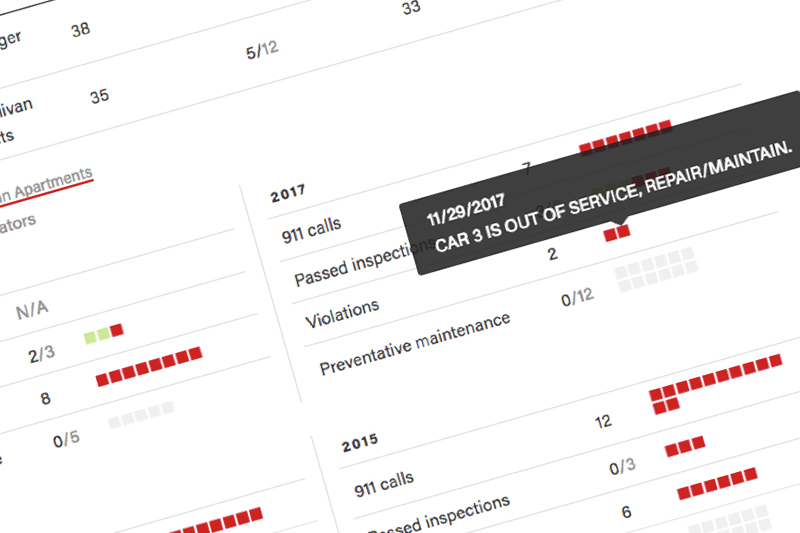 ger 38 5/12 33
livan
ts 35
n Apartments
ators
N/A
2/3
8
0/5
2017
911 calls 7
Passed inspections
Violations 2
Preventative maintenance 0/12
11/29/2017
CAR 3 IS OUT OF SERVICE, REPAIR/MAINTAIN.
2015
911 calls 12
Passed inspections 0/3
6